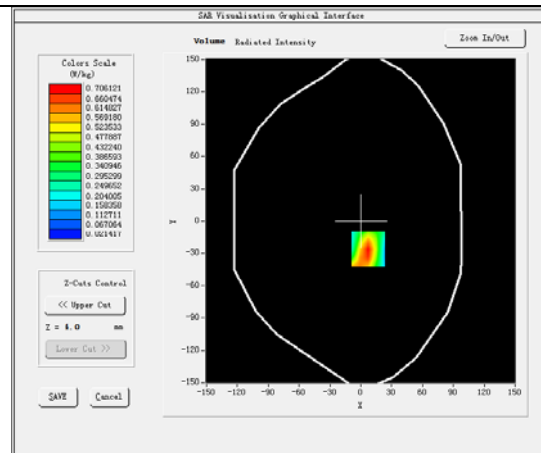 SAR Visualisation Graphical Interface
Volume Radiated Intensity
Zoom In/Out
Colors Scale
(W/kg)
0.706121
0.660474
0.614827
0.569180
0.523533
0.477887
0.432240
0.386593
0.340946
0.295299
0.249652
0.204005
0.158358
0.112711
0.067064
0.021417
Z-Cuts Control
<< Upper Cut
Z = 4.0 mm
Lower Cut >>
SAVE Cancel
150
120
90
60
30
0
-30
-60
-90
-120
-150
Y
-150 -120 -90 -60 -30 0 30 60 90 120 150
X